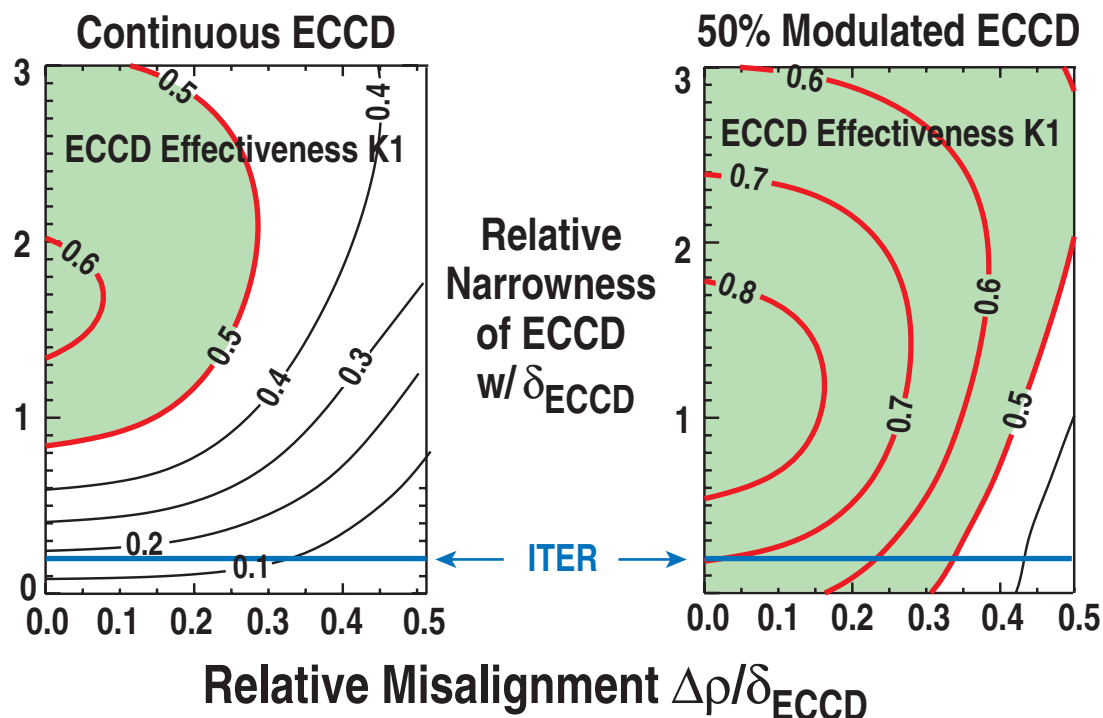 Continuous ECCD
50% Modulated ECCD
3
2
1
0
0.5
0.4
ECCD Effectiveness K1
0.6
0.5
0.4
0.3
0.2
0.1
0.0 0.1 0.2 0.3 0.4 0.5
Relative
Narrowness
of ECCD
w/ δECCD
ITER
3
2
1
0
0.6
ECCD Effectiveness K1
0.7
0.8
0.6
0.7
0.5
0.0 0.1 0.2 0.3 0.4 0.5
Relative Misalignment Δρ/δECCD